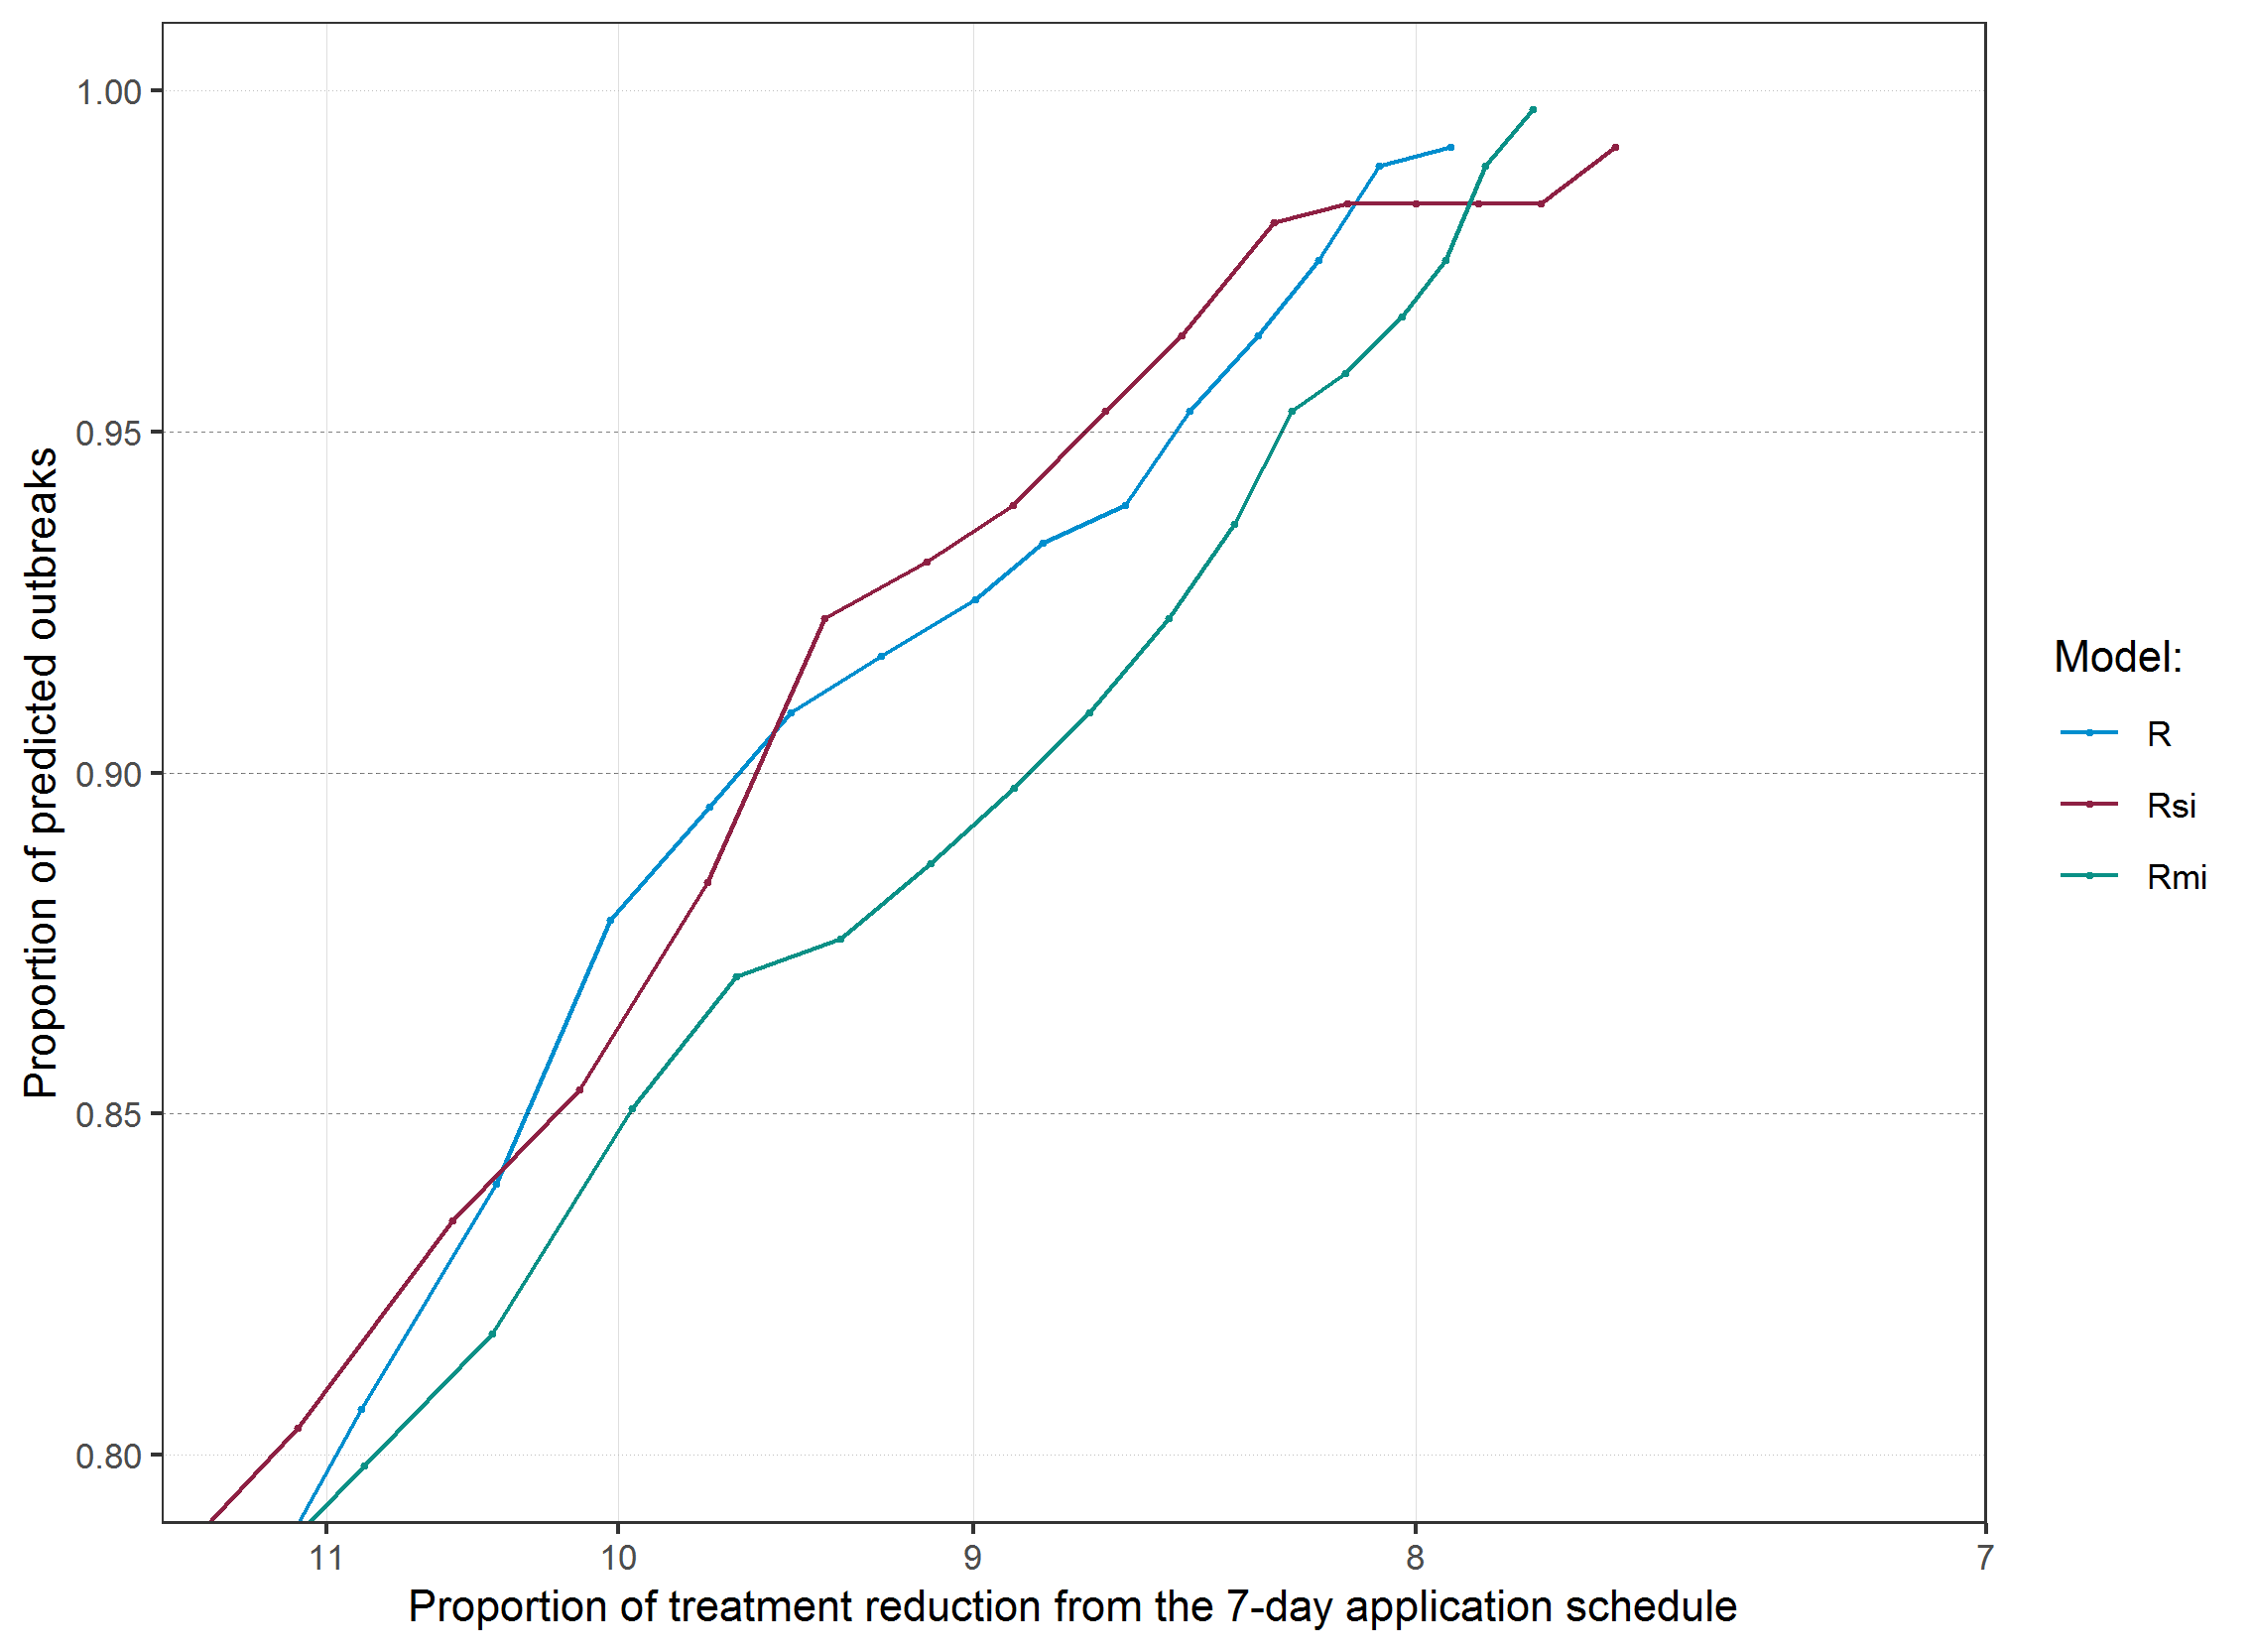 1.00
0.95
0.90
0.85
0.80
Proportion of predicted outbreaks
11 10 9 8 7
Proportion of treatment reduction from the 7-day application schedule
Model:
R
Rsi
Rmi